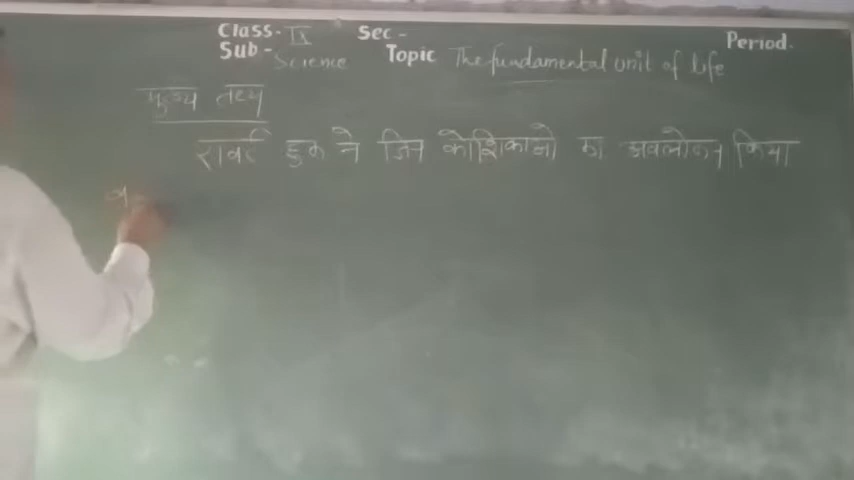 Class- IX Sec- Period-
Sub- Science Topic The fundamental unit of life
मुख्य तथ्य
राबर्ट हुक ने जिन कोशिकाओ का अवलोकन किया